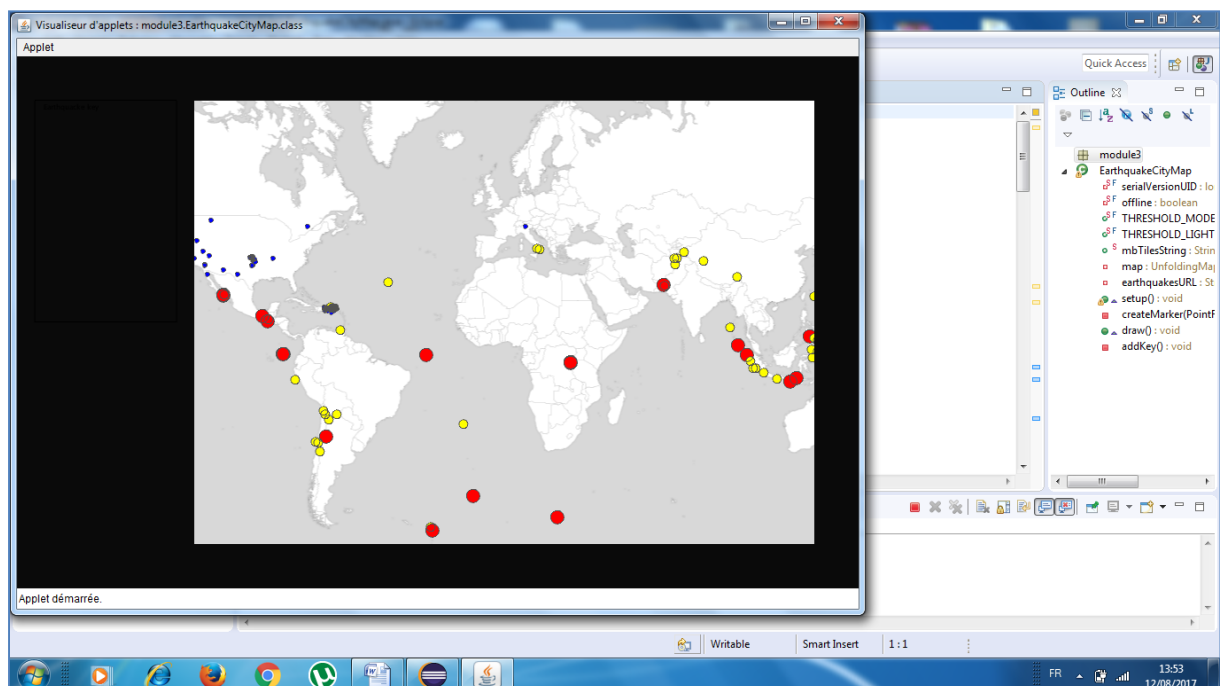 Visualiseur d'applets : module3.EarthquakeCityMap.class
Applet
Quick Access
Outline
module3
EarthquakeCityMap
serialVersionUID : lo
offline : boolean
THRESHOLD_MODE
THRESHOLD_LIGHT
mbTilesString : Strin
map : UnfoldingMap
earthquakesURL : St
setup() : void
createMarker(PointF
draw() : void
addKey() : void
Applet démarrée.
Writable
Smart Insert
1 : 1
FR
13:53
12/08/2017